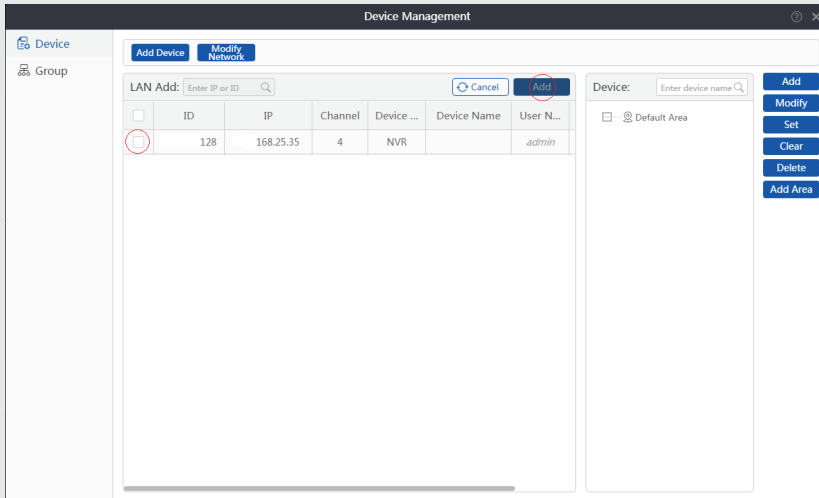 Device Management
Device
Group
Add Device
Modify
Network
LAN Add:
Enter IP or ID
Cancel
Add
ID
IP
Channel
Device ...
Device Name
User N...
128
168.25.35
4
NVR
admin
Device:
Enter device name
Default Area
Add
Modify
Set
Clear
Delete
Add Area